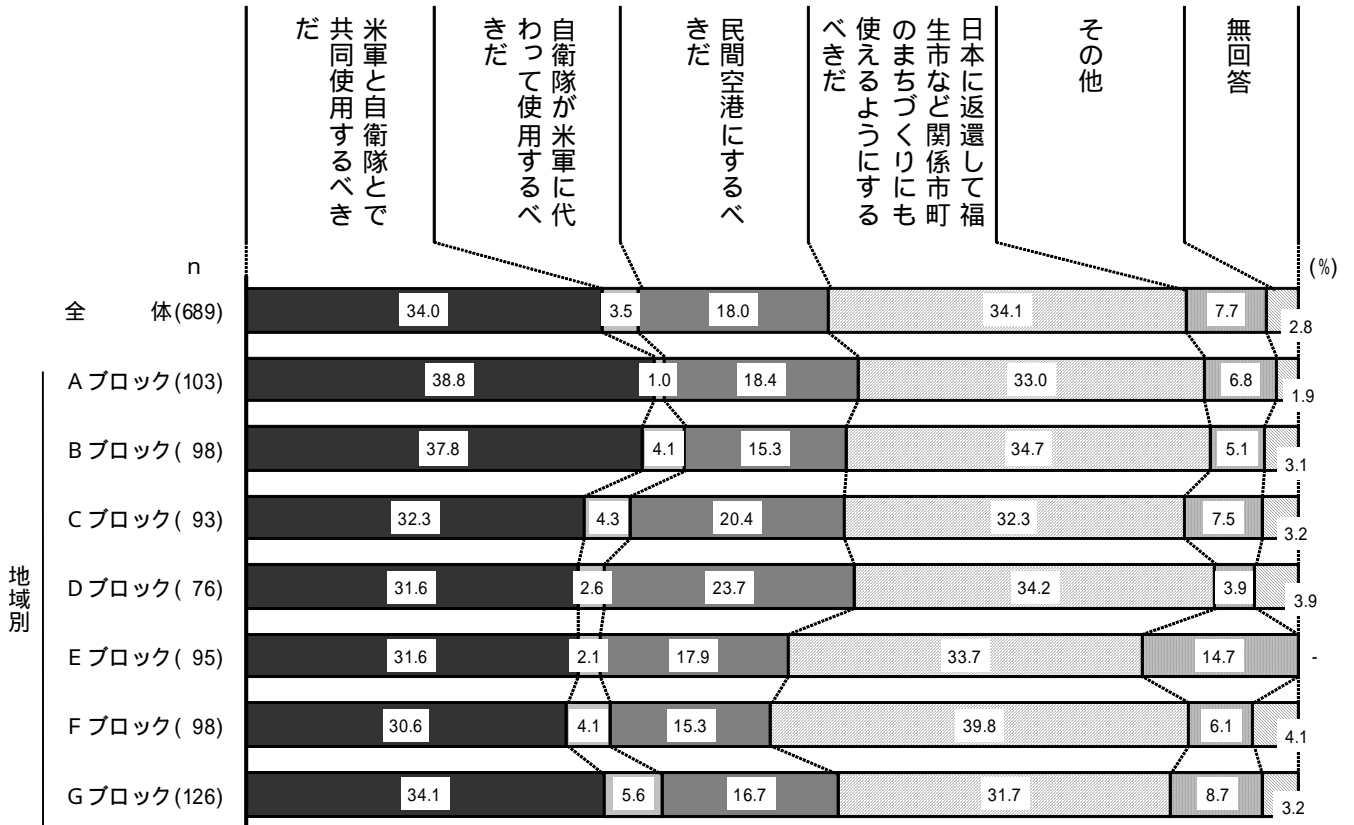 米軍と自衛隊とで
共同使用するべき
だ
自衛隊が米軍に代
わって使用するべ
きだ
民間空港にするべ
きだ
日本に返還して福
生市など関係市町
のまちづくりにも
使えるようにする
べきだ
その他
無回答
n
(%)
全 体(689) 34.0 3.5 18.0 34.1 7.7 2.8
地域別
Aブロック(103) 38.8 1.0 18.4 33.0 6.8 1.9
Bブロック( 98) 37.8 4.1 15.3 34.7 5.1 3.1
Cブロック( 93) 32.3 4.3 20.4 32.3 7.5 3.2
Dブロック( 76) 31.6 2.6 23.7 34.2 3.9 3.9
Eブロック( 95) 31.6 2.1 17.9 33.7 14.7 -
Fブロック( 98) 30.6 4.1 15.3 39.8 6.1 4.1
Gブロック(126) 34.1 5.6 16.7 31.7 8.7 3.2